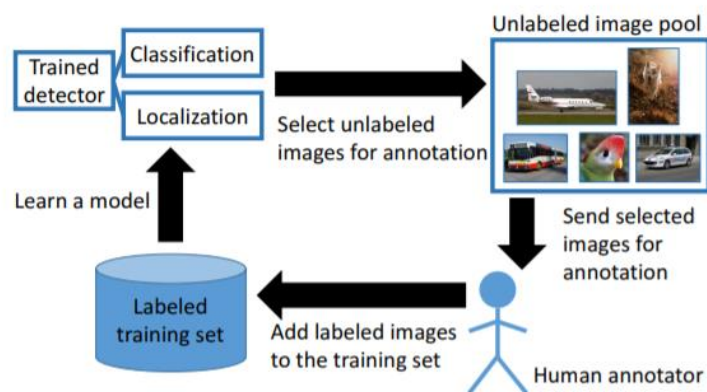 Trained
detector
Classification
Localization
Select unlabeled
images for annotation
Unlabeled image pool
Send selected
images for
annotation
Human annotator
Add labeled images
to the training set
Labeled
training set
Learn a model